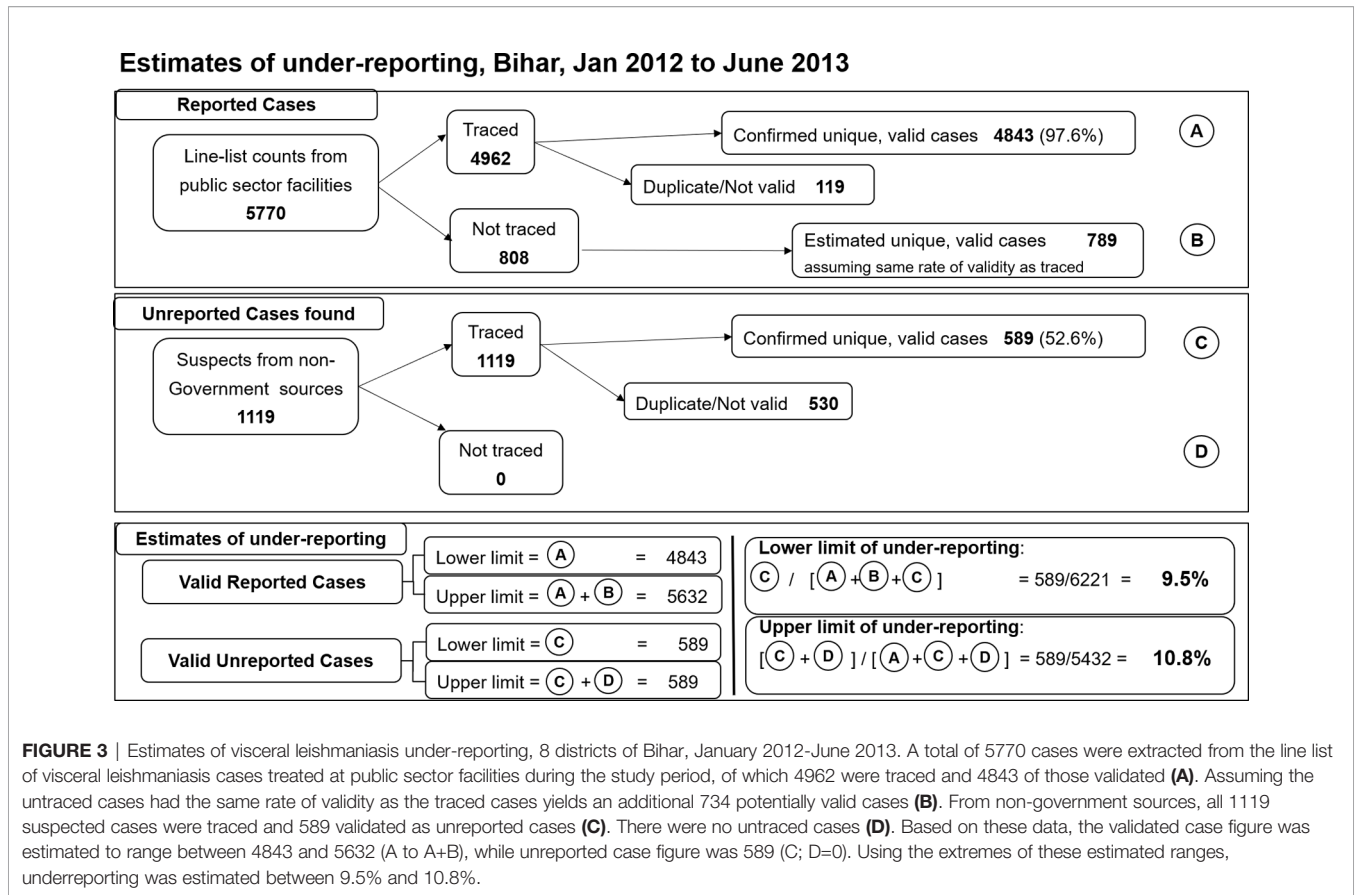 Estimates of under-reporting, Bihar, Jan 2012 to June 2013
Reported Cases
Line-list counts from
public sector facilities
5770
Traced
4962
Confirmed unique, valid cases 4843 (97.6%)
A
Duplicate/Not valid 119
Not traced
808
Estimated unique, valid cases 789
assuming same rate of validity as traced
B
Unreported Cases found
Suspects from non-
Government sources
1119
Traced
1119
Confirmed unique, valid cases 589 (52.6%)
C
Duplicate/Not valid 530
Not traced
0
D
Estimates of under-reporting
Valid Reported Cases
Lower limit = A = 4843
Upper limit = A + B = 5632
Valid Unreported Cases
Lower limit = C = 589
Upper limit = C + D = 589
Lower limit of under-reporting:
C / [A + B + C ] = 589/6221 = 9.5%
Upper limit of under-reporting:
[C + D ] / [ A + C + D ] = 589/5432 = 10.8%
FIGURE 3 | Estimates of visceral leishmaniasis under-reporting, 8 districts of Bihar, January 2012-June 2013. A total of 5770 cases were extracted from the line list
of visceral leishmaniasis cases treated at public sector facilities during the study period, of which 4962 were traced and 4843 of those validated (A). Assuming the
untraced cases had the same rate of validity as the traced cases yields an additional 734 potentially valid cases (B). From non-government sources, all 1119
suspected cases were traced and 589 validated as unreported cases (C). There were no untraced cases (D). Based on these data, the validated case figure was
estimated to range between 4843 and 5632 (A to A+B), while unreported case figure was 589 (C; D=0). Using the extremes of these estimated ranges,
underreporting was estimated between 9.5% and 10.8%.